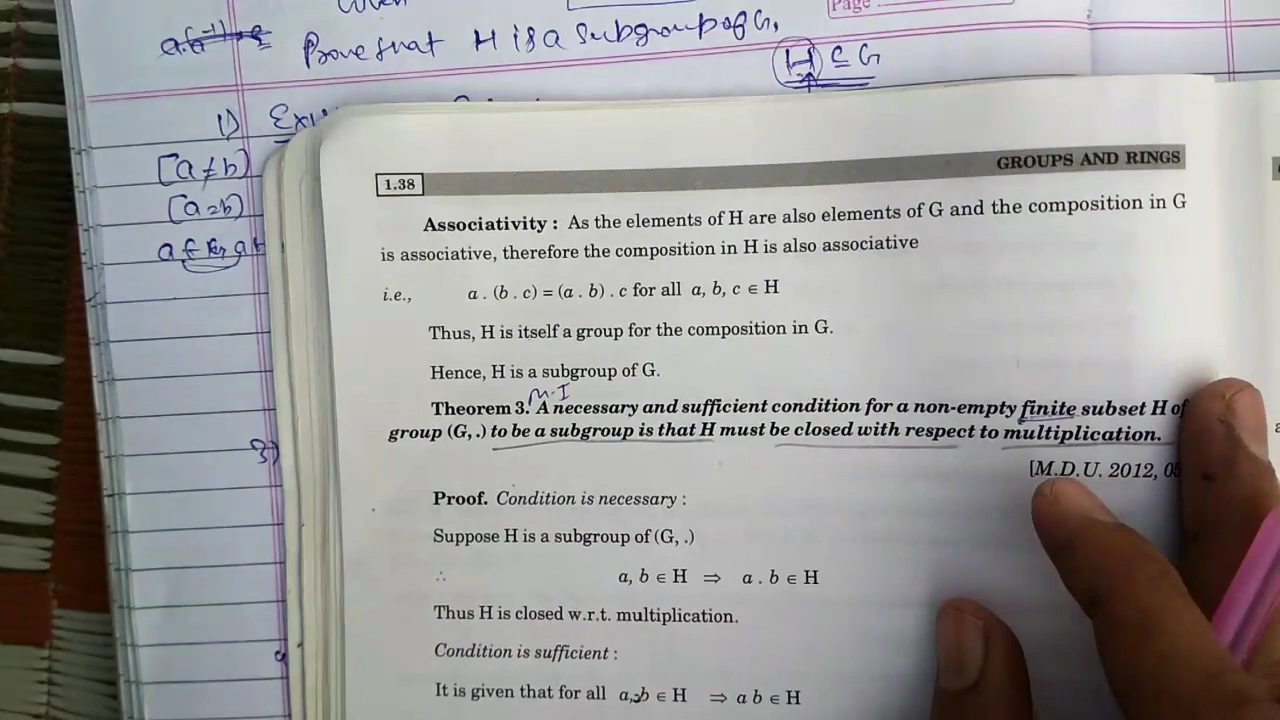 Prove that H is a subgroup of G,
H ⊆ G
Page
1)
[a ≠ b)
(a=b)
3)
1.38
GROUPS AND RINGS
Associativity : As the elements of H are also elements of G and the composition in G
is associative, therefore the composition in H is also associative
i.e., a . (b . c) = (a . b) . c for all a, b, c ∈ H
Thus, H is itself a group for the composition in G.
Hence, H is a subgroup of G.
M.I
Theorem 3. A necessary and sufficient condition for a non-empty finite subset H of
group (G, .) to be a subgroup is that H must be closed with respect to multiplication.
[M.D.U. 2012,
Proof. Condition is necessary :
Suppose H is a subgroup of (G, .)
∴ a, b ∈ H ⇒ a . b ∈ H
Thus H is closed w.r.t. multiplication.
Condition is sufficient :
It is given that for all a, b ∈ H ⇒ a b ∈ H